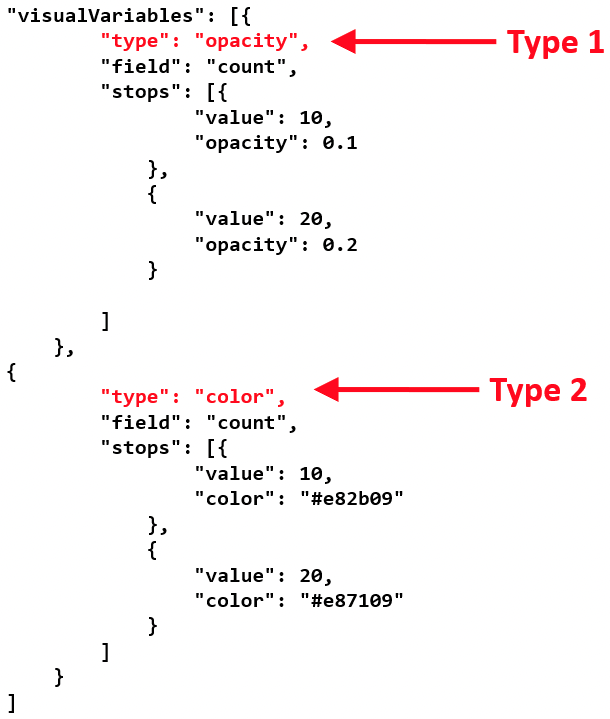 "visualVariables": [{
"type": "opacity", Type 1
"field": "count",
"stops": [{
"value": 10,
"opacity": 0.1
},
{
"value": 20,
"opacity": 0.2
}
]
},
{
"type": "color", Type 2
"field": "count",
"stops": [{
"value": 10,
"color": "#e82b09"
},
{
"value": 20,
"color": "#e87109"
}
]
}
]